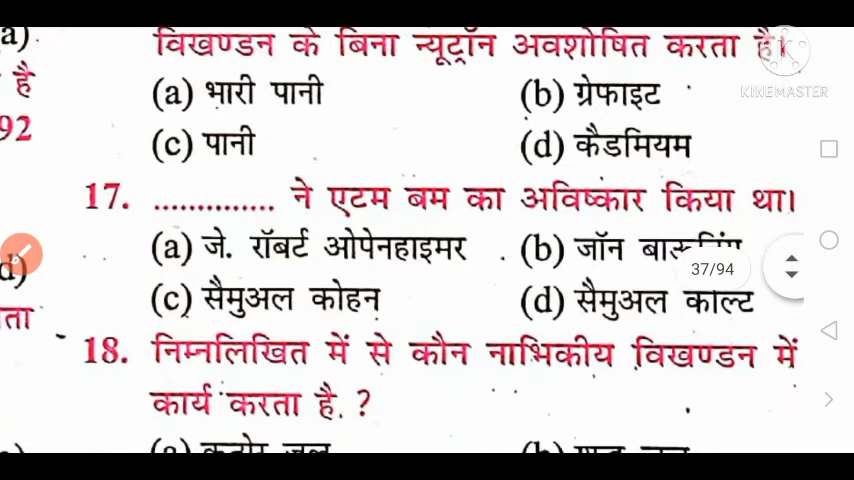 a).
विखण्डन के बिना न्यूट्रॉन अवशोषित करता है।
K
KINEMASTER
है
(a) भारी पानी (b) ग्रेफाइट
92
(c) पानी (d) कैडमियम
17. .............. ने एटम बम का अविष्कार किया था।
(a) जे. रॉबर्ट ओपेनहाइमर (b) जॉन
d)
37/94
(c) सैमुअल कोहन (d) सैमुअल काल्ट
ता
18. निम्नलिखित में से कौन नाभिकीय विखण्डन में
कार्य करता है. ?